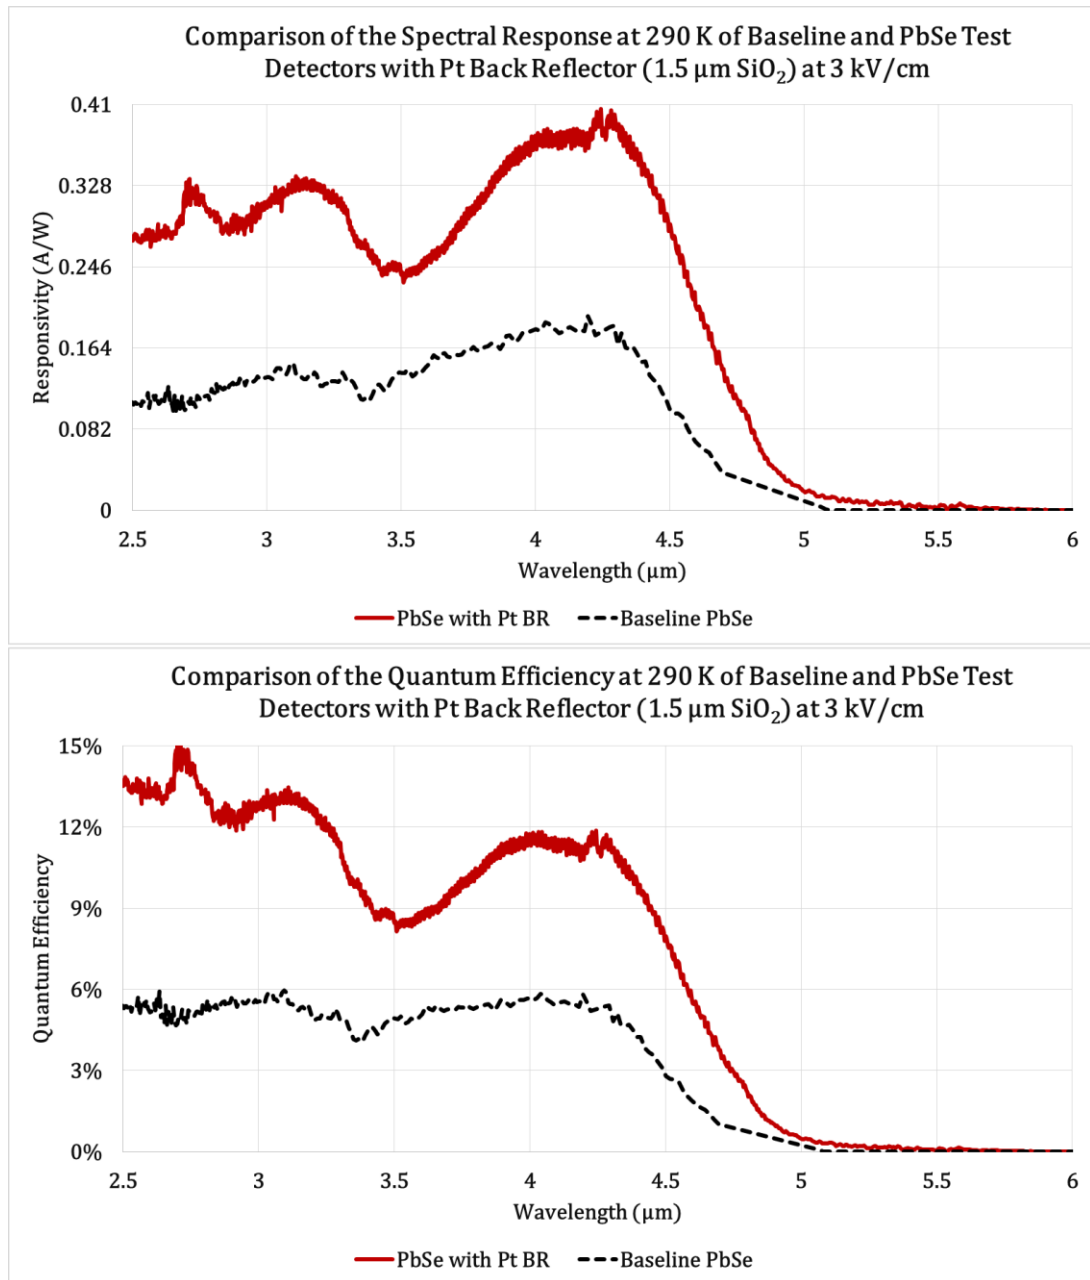 Comparison of the Spectral Response at 290 K of Baseline and PbSe Test
Detectors with Pt Back Reflector (1.5 μm SiO₂) at 3 kV/cm
0.41
0.328
0.246
0.164
0.082
0
Responsivity (A/W)
2.5 3 3.5 4 4.5 5 5.5 6
Wavelength (μm)
PbSe with Pt BR Baseline PbSe
Comparison of the Quantum Efficiency at 290 K of Baseline and PbSe Test
Detectors with Pt Back Reflector (1.5 μm SiO₂) at 3 kV/cm
15%
12%
9%
6%
3%
0%
Quantum Efficiency
2.5 3 3.5 4 4.5 5 5.5 6
Wavelength (μm)
PbSe with Pt BR Baseline PbSe